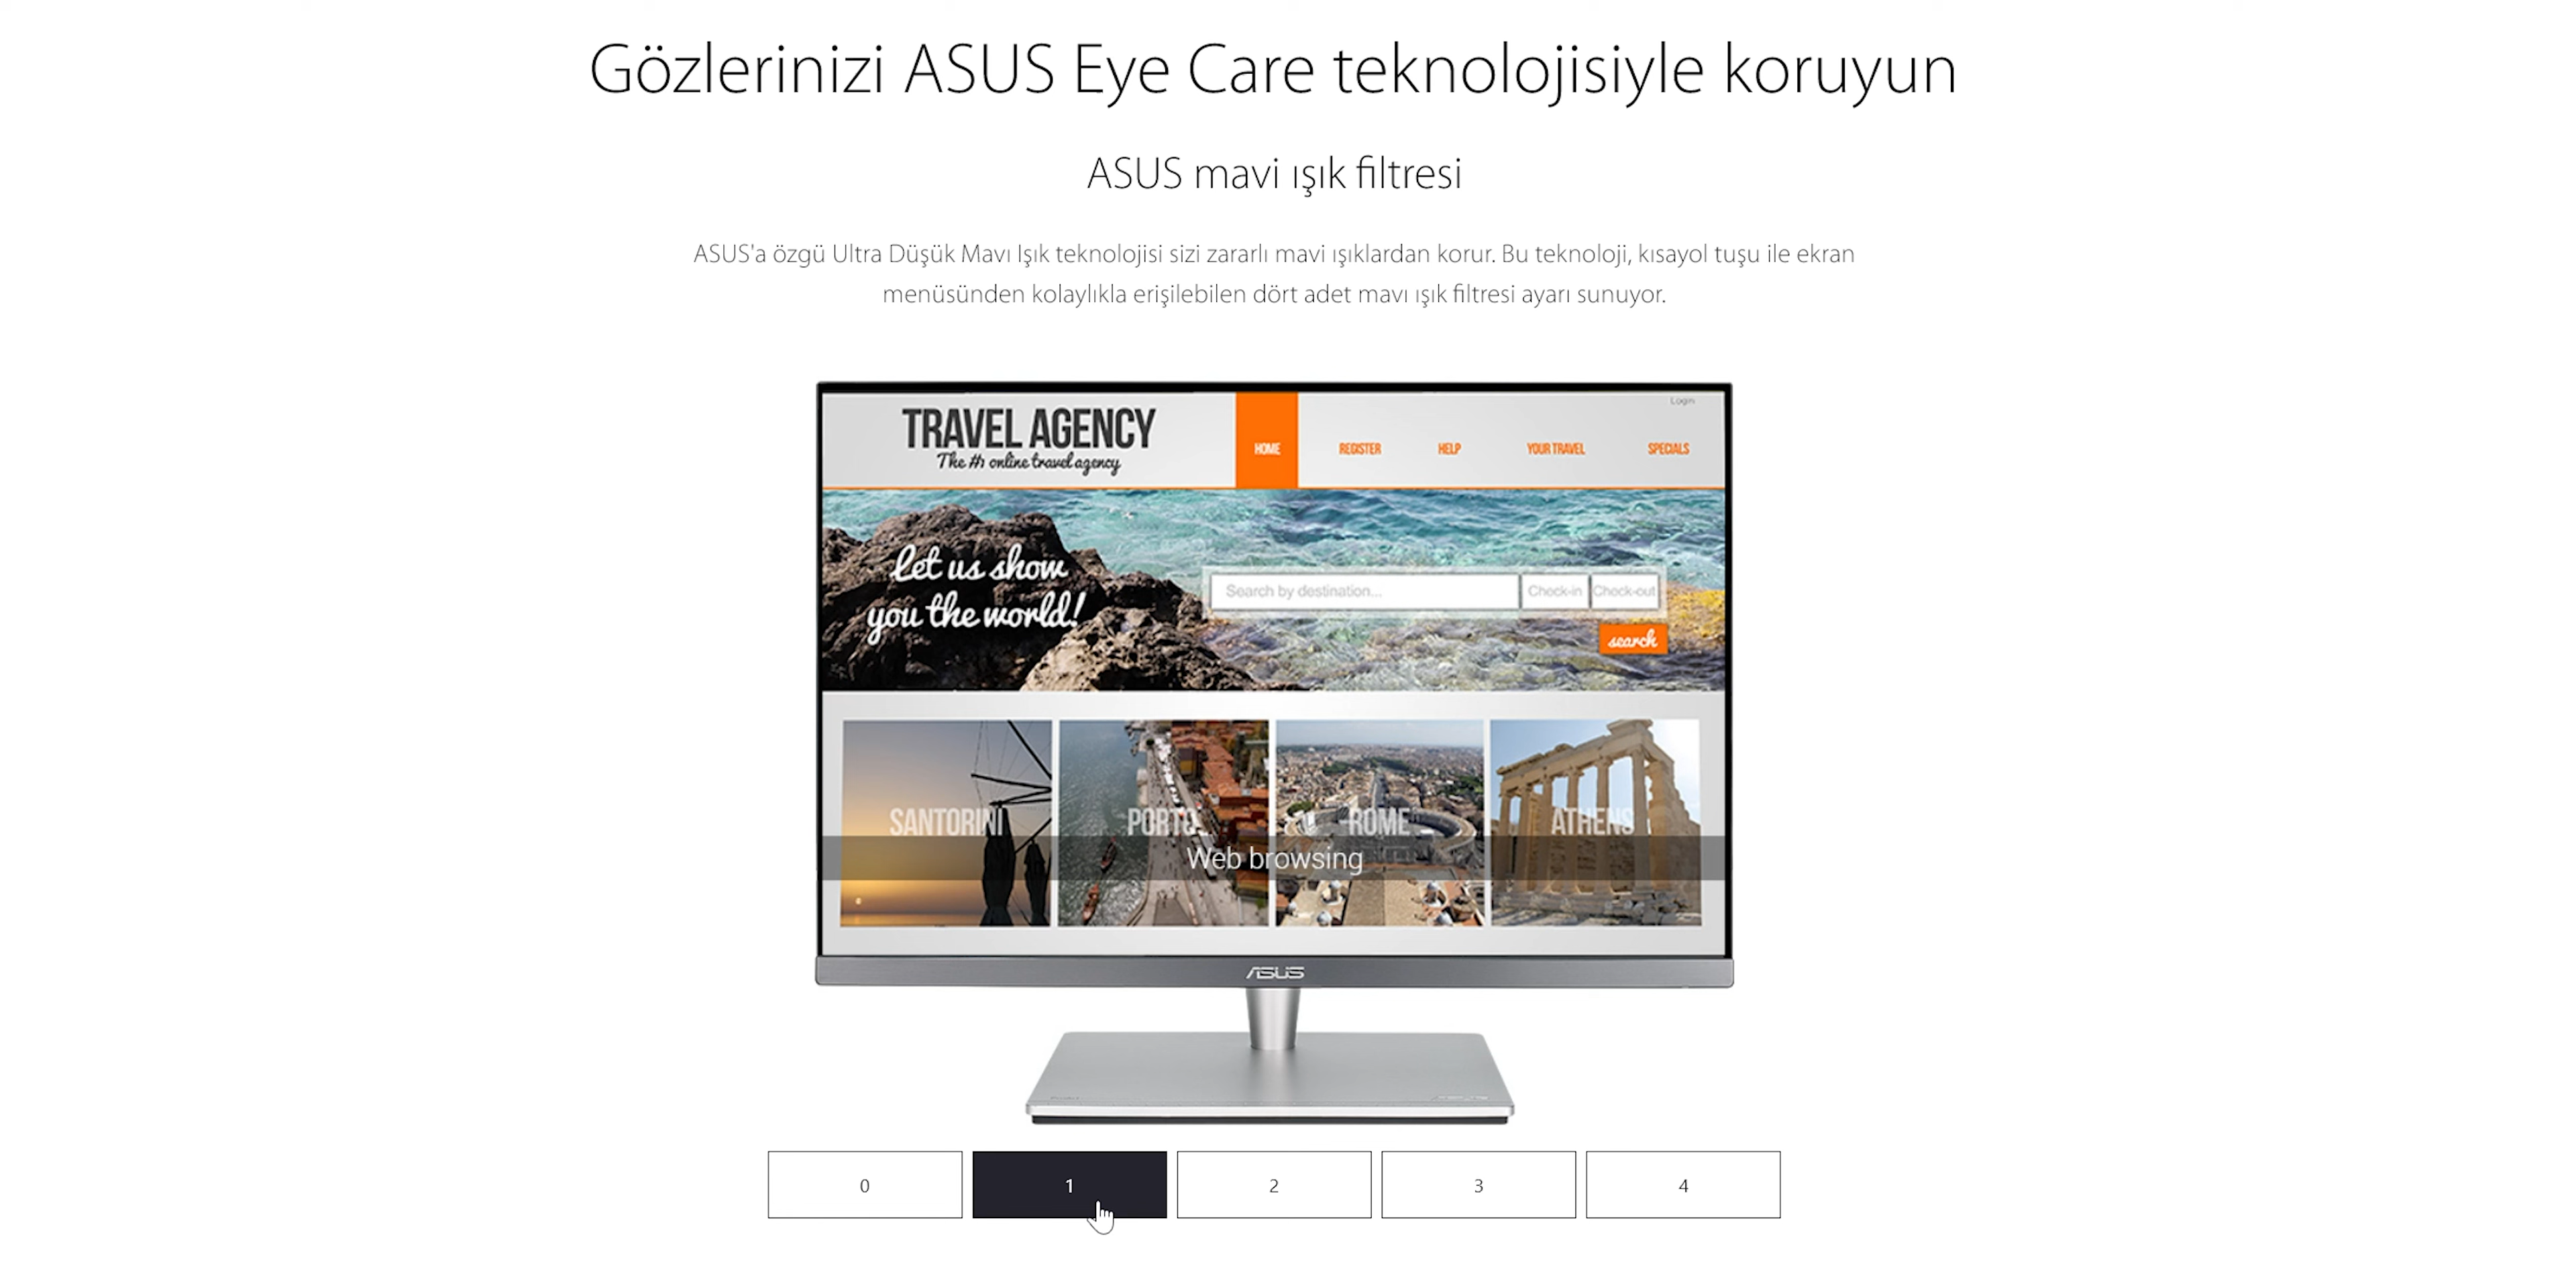 Gözlerinizi ASUS Eye Care teknolojisiyle koruyun
ASUS mavi ışık filtresi
ASUS'a özgü Ultra Düşük Mavı Işık teknolojisi sizi zararlı mavi ışıklardan korur. Bu teknoloji, kısayol tuşu ile ekran
menüsünden kolaylıkla erişilebilen dört adet mavı ışık filtresi ayarı sunuyor.
Login
TRAVEL AGENCY
The #1 online travel agency
HOME REGISTER HELP YOUR TRAVEL SPECIALS
let us show
you the world!
Search by destination... Check-in Check-out
search
SANTORINI PORTO ROME ATHENS
Web browsing
ASUS
0 1 2 3 4